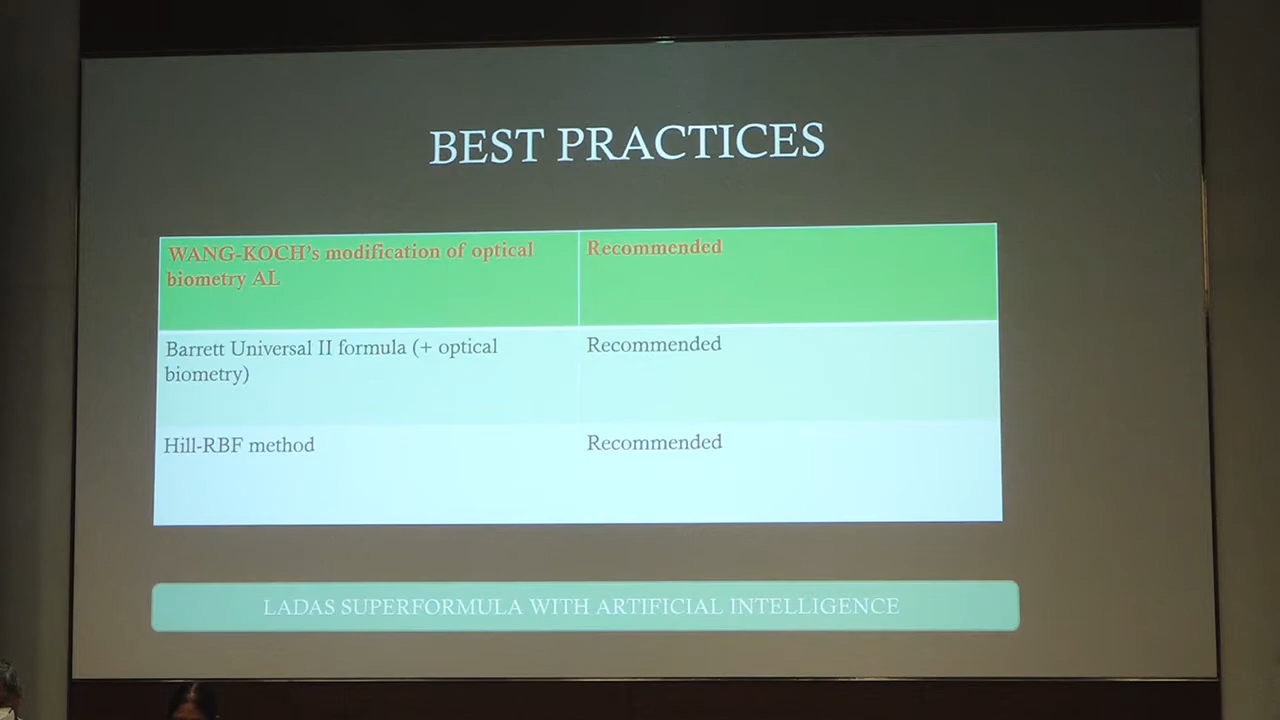 BEST PRACTICES
WANG-KOCH's modification of optical
biometry AL
Recommended
Barrett Universal II formula (+ optical
biometry)
Recommended
Hill-RBF method
Recommended
LADAS SUPERFORMULA WITH ARTIFICIAL INTELLIGENCE